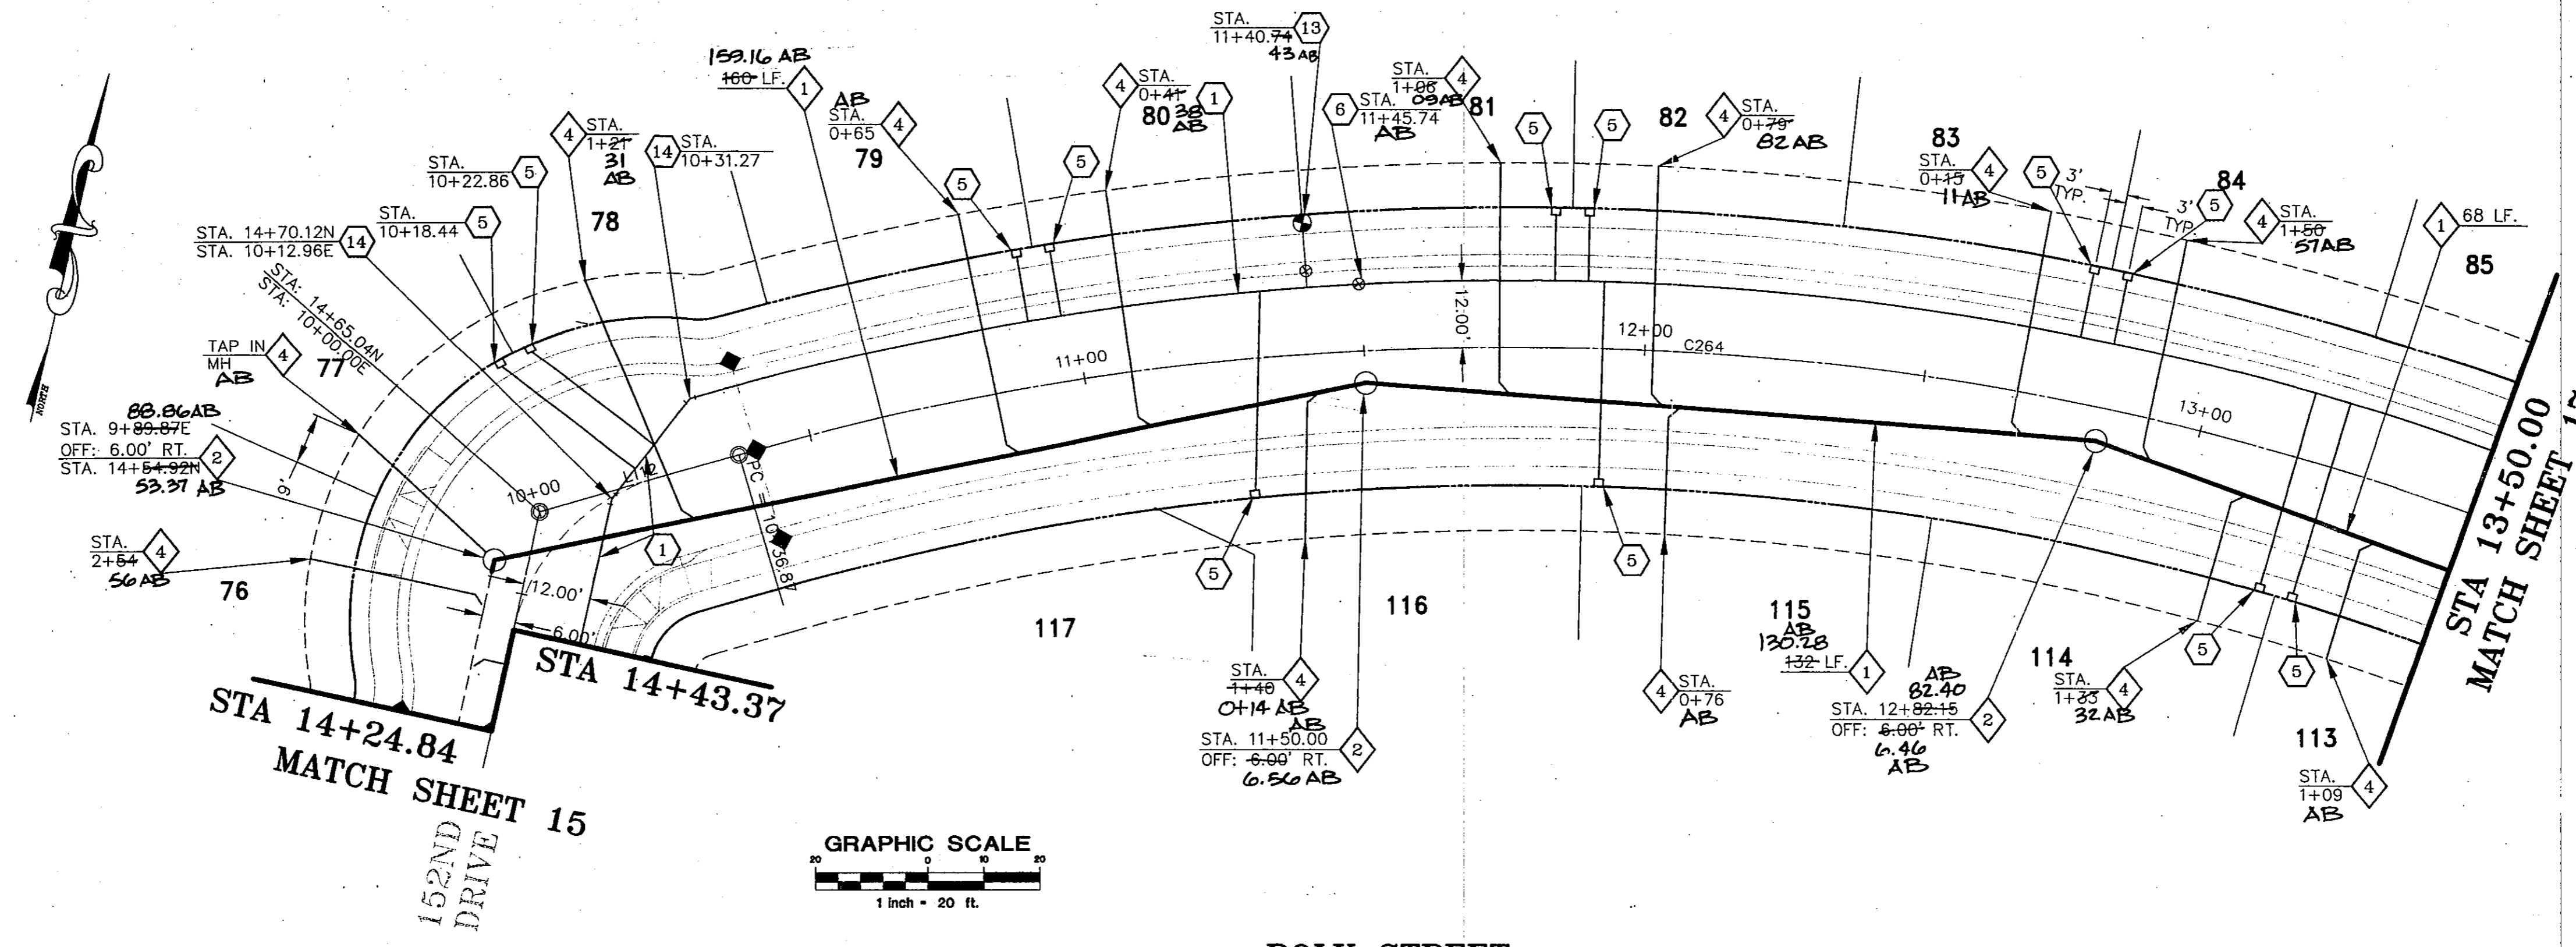 STA.
11+40.74
13
43 AB
159.16 AB
160 LF.
1
AB
STA.
0+65
4
79
4
STA.
0+41
38
AB
80
1
6
STA.
11+45.74
AB
STA.
1+06
09AB
4
81
5
5
82
4
STA.
0+79
82 AB
83
STA.
0+15
11 AB
4
5
3'
TYP.
84
5
3'
TYP.
4
STA.
1+50
57AB
1
68 LF.
85
4
STA.
1+21
31
AB
14
STA.
10+31.27
78
STA.
10+22.86
5
STA.
10+18.44
5
5
5
STA. 14+70.12N
STA. 10+12.96E
14
STA: 14+65.04N
STA: 10+00.00E
TAP IN
MH
AB
4
77
NORTH
88.86AB
STA. 9+89.87E
OFF: 6.00' RT.
STA. 14+54.92N
53.37 AB
2
6'
STA.
2+54
56 AB
4
76
10+00
L112
PC = 10+36.87
11+00
12.00'
12+00
C264
13+00
1
12.00'
6.00'
STA 14+43.37
STA 14+24.84
MATCH SHEET 15
152ND
DRIVE
117
5
STA.
1+40
0+14 AB
4
AB
STA. 11+50.00
OFF: 6.00' RT.
6.56 AB
2
116
5
4
STA.
0+76
AB
115
AB
130.28
132 LF.
1
AB
82.40
STA. 12+82.15
OFF: 6.00' RT.
6.46
AB
2
114
STA.
1+33
32AB
4
5
5
113
STA.
1+09
AB
4
STA 13+50.00
MATCH SHEET
GRAPHIC SCALE
20 0 10 20
1 inch = 20 ft.